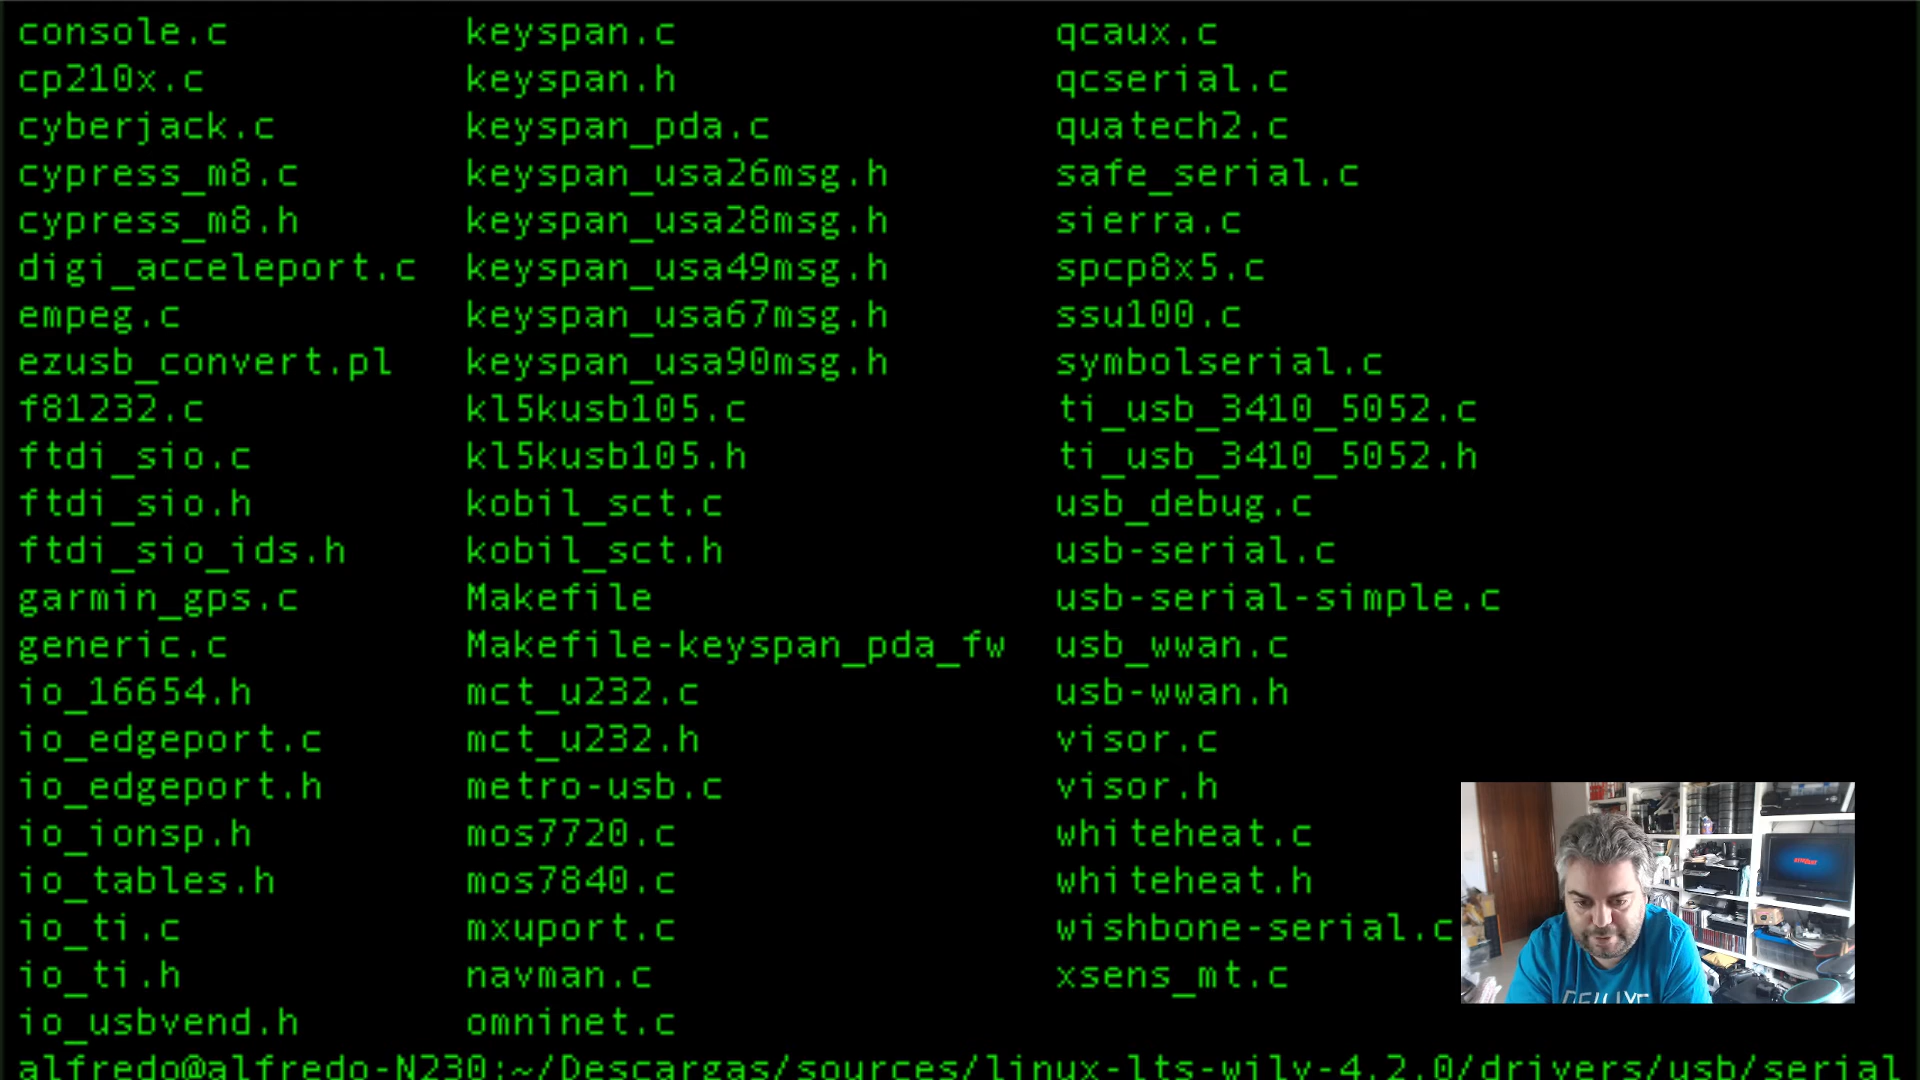 console.c keyspan.c qcaux.c
cp210x.c keyspan.h qcserial.c
cyberjack.c keyspan_pda.c quatech2.c
cypress_m8.c keyspan_usa26msg.h safe_serial.c
cypress_m8.h keyspan_usa28msg.h sierra.c
digi_acceleport.c keyspan_usa49msg.h spcp8x5.c
empeg.c keyspan_usa67msg.h ssu100.c
ezusb_convert.pl keyspan_usa90msg.h symbolserial.c
f81232.c kl5kusb105.c ti_usb_3410_5052.c
ftdi_sio.c kl5kusb105.h ti_usb_3410_5052.h
ftdi_sio.h kobil_sct.c usb_debug.c
ftdi_sio_ids.h kobil_sct.h usb-serial.c
garmin_gps.c Makefile usb-serial-simple.c
generic.c Makefile-keyspan_pda_fw usb_wwan.c
io_16654.h mct_u232.c usb-wwan.h
io_edgeport.c mct_u232.h visor.c
io_edgeport.h metro-usb.c visor.h
io_ionsp.h mos7720.c whiteheat.c
io_tables.h mos7840.c whiteheat.h
io_ti.c mxuport.c wishbone-serial.c
io_ti.h navman.c xsens_mt.c
io_usbvend.h omninet.c
alfredo@alfredo-N230:~/Descargas/sources/linux-lts-wily-4.2.0/drivers/usb/serial